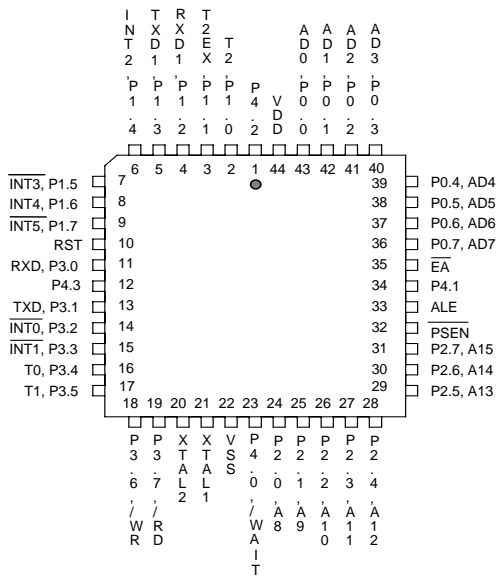 INT2,P1.4
TXD1,P1.3
RXD1,P1.2
T2EX,P1.1
T2,P1.0
P4.2
VDD
AD0,P0.0
AD1,P0.1
AD2,P0.2
AD3,P0.3
6 5 4 3 2 1 44 43 42 41 40
INT3, P1.5 7 39 P0.4, AD4
INT4, P1.6 8 38 P0.5, AD5
INT5, P1.7 9 37 P0.6, AD6
RST 10 36 P0.7, AD7
RXD, P3.0 11 35 EA
P4.3 12 34 P4.1
TXD, P3.1 13 33 ALE
INT0, P3.2 14 32 PSEN
INT1, P3.3 15 31 P2.7, A15
T0, P3.4 16 30 P2.6, A14
T1, P3.5 17 29 P2.5, A13
18 19 20 21 22 23 24 25 26 27 28
P3.6,/WR
P3.7,/RD
XTAL2
XTAL1
VSS
P4.0,/WAIT
P2.0,A8
P2.1,A9
P2.2,A10
P2.3,A11
P2.4,A12